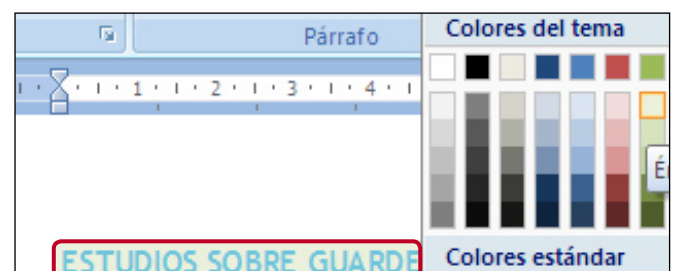 Colores del tema
Párrafo
1 2 3 4
ESTUDIOS SOBRE GUARDE
Colores estándar